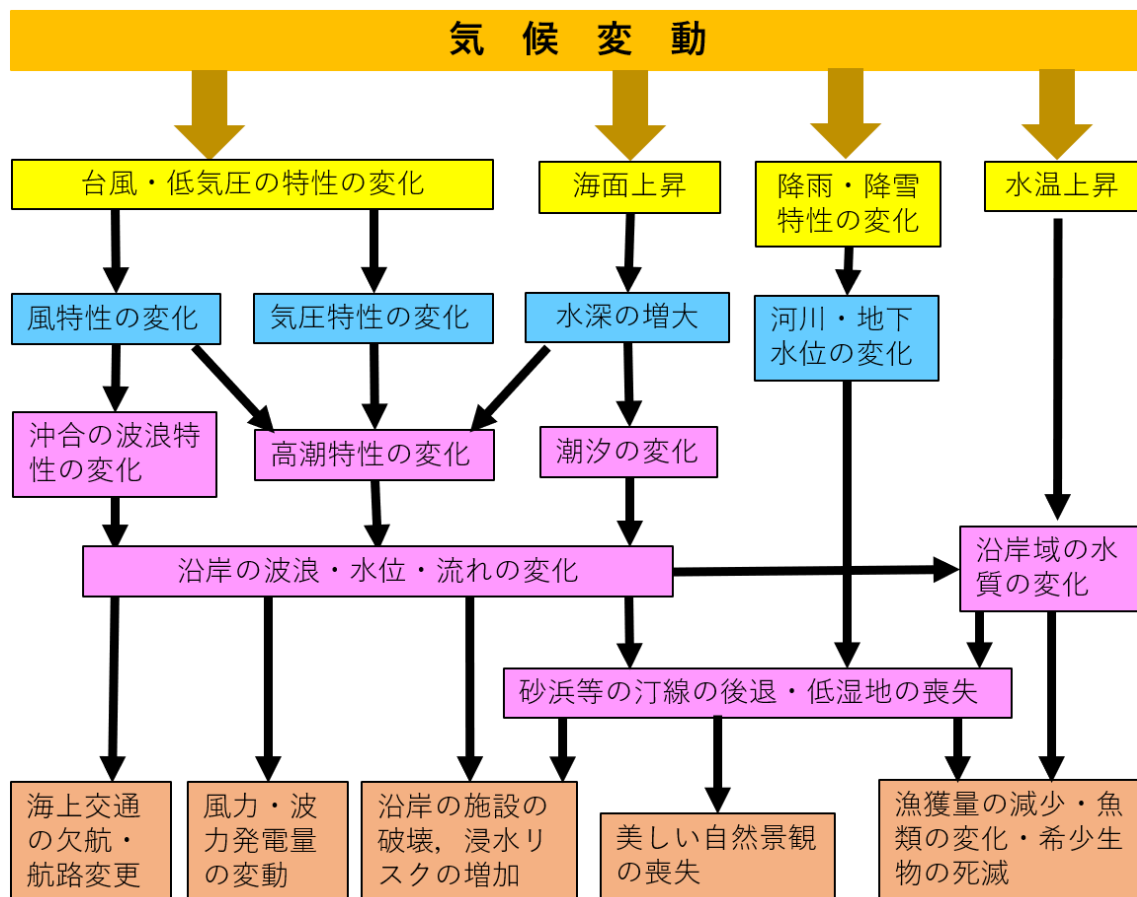 気 候 変 動
台風・低気圧の特性の変化
海面上昇
降雨・降雪
特性の変化
水温上昇
風特性の変化
気圧特性の変化
水深の増大
河川・地下
水位の変化
沖合の波浪特
性の変化
高潮特性の変化
潮汐の変化
沿岸の波浪・水位・流れの変化
沿岸域の水
質の変化
砂浜等の汀線の後退・低湿地の喪失
海上交通
の欠航・
航路変更
風力・波
力発電量
の変動
沿岸の施設の
破壊，浸水リ
スクの増加
美しい自然景観
の喪失
漁獲量の減少・魚
類の変化・希少生
物の死滅